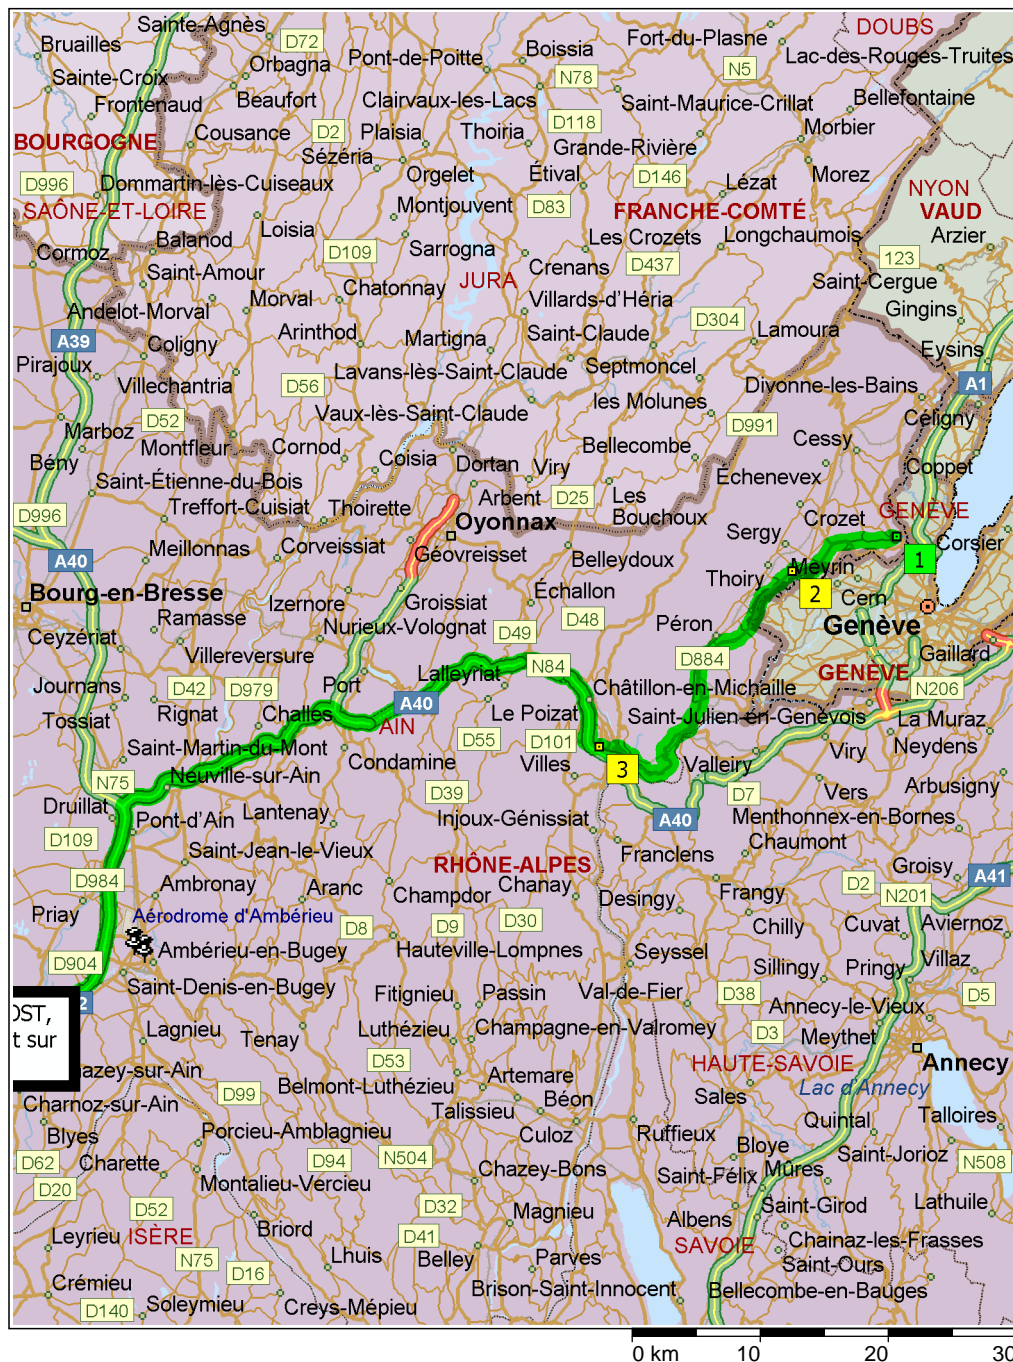 Sainte-Agnès
DOUBS
Bruailles
D72
Boissia
Fort-du-Plasne
Orbagna
Pont-de-Poitte
Lac-des-Rouges-Truites
Sainte-Croix
N78
N5
Frontenaud
Beaufort
Clairvaux-les-Lacs
Saint-Maurice-Crillat
Bellefontaine
BOURGOGNE
Cousance
D2
Plaisia
Thoiria
D118
Morbier
Sézéria
Grande-Rivière
D996
Dommartin-lès-Cuiseaux
Orgelet
Étival
D146
Lézat
Morez
NYON
SAÔNE-ET-LOIRE
Montjouvent
D83
FRANCHE-COMTÉ
VAUD
Loisia
Cormoz
Balanod
D109
Sarrogna
Les Crozets
Longchaumois
Arzier
Saint-Amour
Crenans
D437
123
Chatonnay
JURA
Saint-Cergue
Andelot-Morval
Morval
Villards-d'Héria
Gingins
A39
Arinthod
Martigna
Saint-Claude
D304
Lamoura
Coligny
Eysins
Pirajoux
Villechantria
D56
Lavans-lès-Saint-Claude
Septmoncel
Divonne-les-Bains
A1
Marboz
D52
Vaux-lès-Saint-Claude
les Molunes
D991
Céligny
Montfleur
Cornod
Bellecombe
Cessy
Bény
Coisia
Dortan
Viry
Échenevex
Coppet
Saint-Étienne-du-Bois
Arbent
D25
Les
Bouchoux
D996
Treffort-Cuisiat
Thoirette
Oyonnax
Crozet
GENÈVE
Sergy
Corsier
A40
Meillonnas
Corveissiat
Géovreisset
Belleydoux
1
Thoiry
Meyrin
Bourg-en-Bresse
Izernore
Groissiat
Échallon
2
Cern
Ramasse
D48
Péron
Genève
Ceyzériat
Nurieux-Volognat
D49
Gaillard
Villereversure
Lalleyriat
N84
D884
GENÈVE
Journans
D42
D979
Port
A40
Châtillon-en-Michaille
N206
Tossiat
Rignat
Challes
AIN
Le Poizat
Saint-Julien-en-Genevois
La Muraz
Saint-Martin-du-Mont
D55
D101
Viry
Neydens
N75
Neuville-sur-Ain
Condamine
Villes
3
Valleiry
Arbusigny
Druillat
Pont-d'Ain
Lantenay
D39
D7
Vers
D109
Injoux-Génissiat
A40
Menthonnex-en-Bornes
Saint-Jean-le-Vieux
Franclens
Chaumont
RHÔNE-ALPES
Groisy
A41
D984
Ambronay
Aranc
Champdor
Chanay
Desingy
Frangy
D2
N201
Priay
Aérodrome d'Ambérieu
D8
D9
D30
Chilly
Cuvat
Aviernoz
D904
Ambérieu-en-Bugey
Hauteville-Lompnes
Seyssel
Sillingy
Pringy
Villaz
Saint-Denis-en-Bugey
Fitignieu
Passin
Val-de-Fier
D38
D5
2
OST,
t sur
Annecy-le-Vieux
Lagnieu
Tenay
Luthézieu
Champagne-en-Valromey
D3
Meythet
D53
HAUTE-SAVOIE
Annecy
azey-sur-Ain
D99
Belmont-Luthézieu
Artemare
Sales
Lac d'Annecy
Charnoz-sur-Ain
Talissieu
Béon
Quintal
Talloires
Blyes
Porcieu-Amblagnieu
Culoz
Ruffieux
Bloye
Saint-Jorioz
D62
Charette
D94
N504
Chazey-Bons
Saint-Félix
Mûres
N508
D20
Montalieu-Vercieu
D52
D32
Magnieu
Albens
Saint-Girod
Lathuile
Leyrieu
ISÈRE
Briord
D41
SAVOIE
Chainaz-les-Frasses
N75
D16
Lhuis
Belley
Parves
Saint-Ours
Crémieu
Brison-Saint-Innocent
Bellecombe-en-Bauges
D140
Soleymieu
Creys-Mépieu
0 km
10
20
30